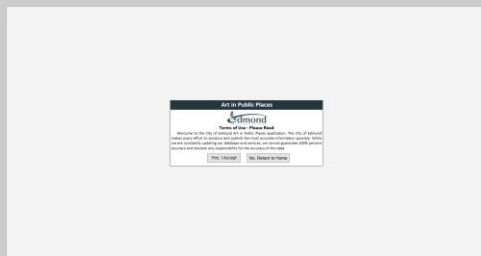 Art in Public Places
Edmond
Terms of Use - Please Read
Welcome to the City of Edmond Art in Public Places application. The City of Edmond
makes every effort to produce and publish the most accurate information possible. While
we are constantly updating our database and services, we cannot guarantee 100% percent
accuracy and disclaim any responsibility for the accuracy of this data.
Yes, I Accept
No, Return to Home